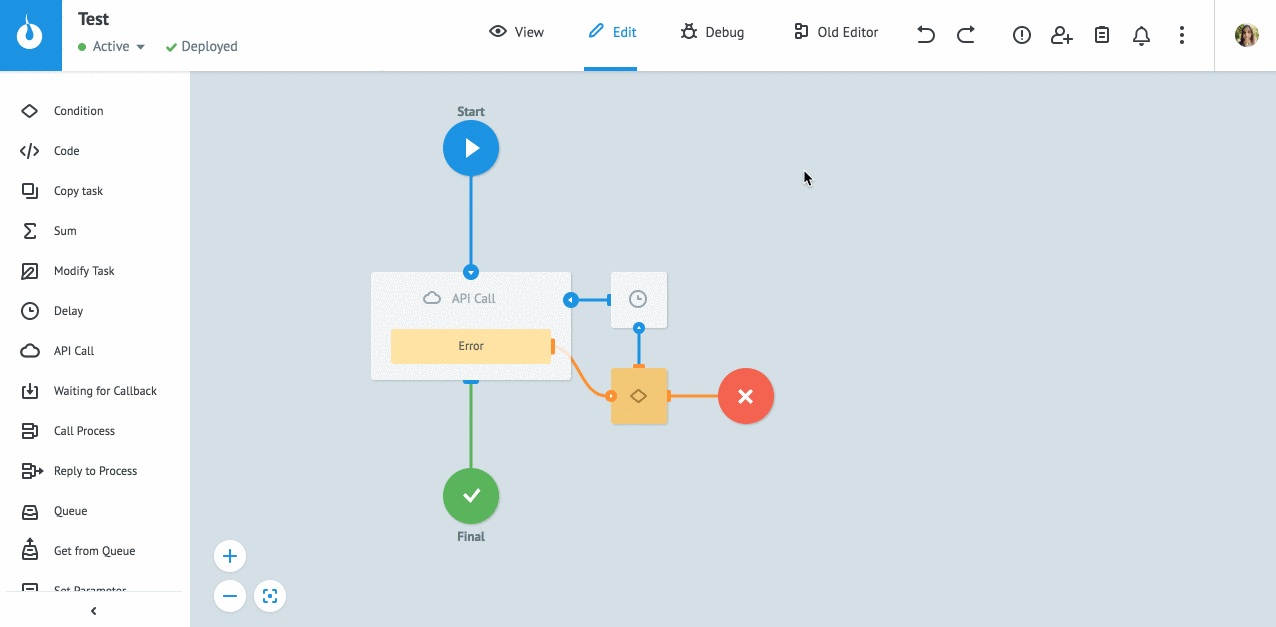 Test
Active
Deployed
View
Edit
Debug
Old Editor
Condition
Code
Copy task
Sum
Modify Task
Delay
API Call
Waiting for Callback
Call Process
Reply to Process
Queue
Get from Queue
Set Parameter
Start
API Call
Error
Final